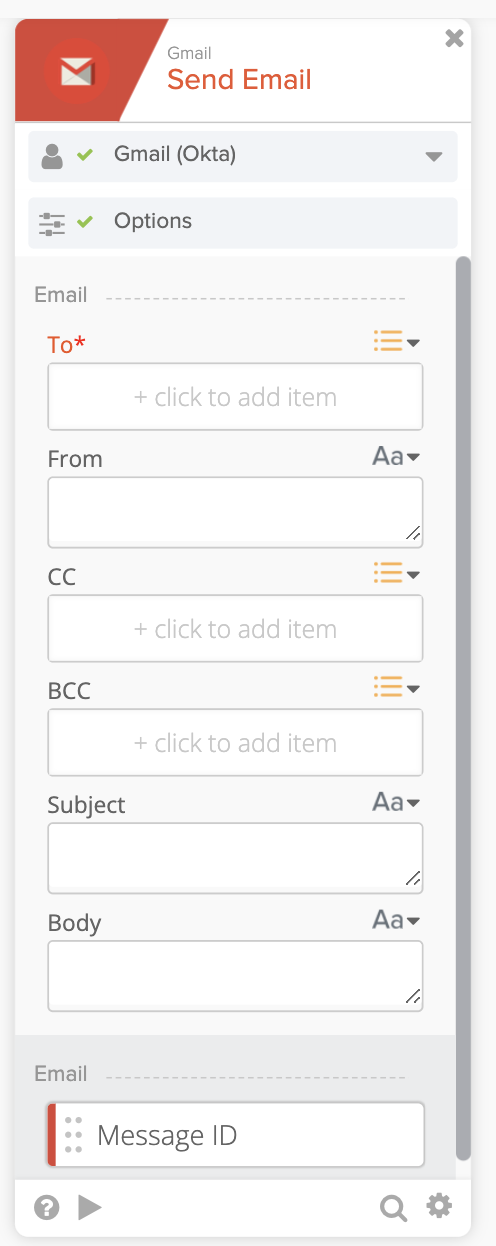 Gmail
Send Email
Gmail (Okta)
Options
Email
To*
+ click to add item
From Aa
CC
+ click to add item
BCC
+ click to add item
Subject Aa
Body Aa
Email
Message ID
?